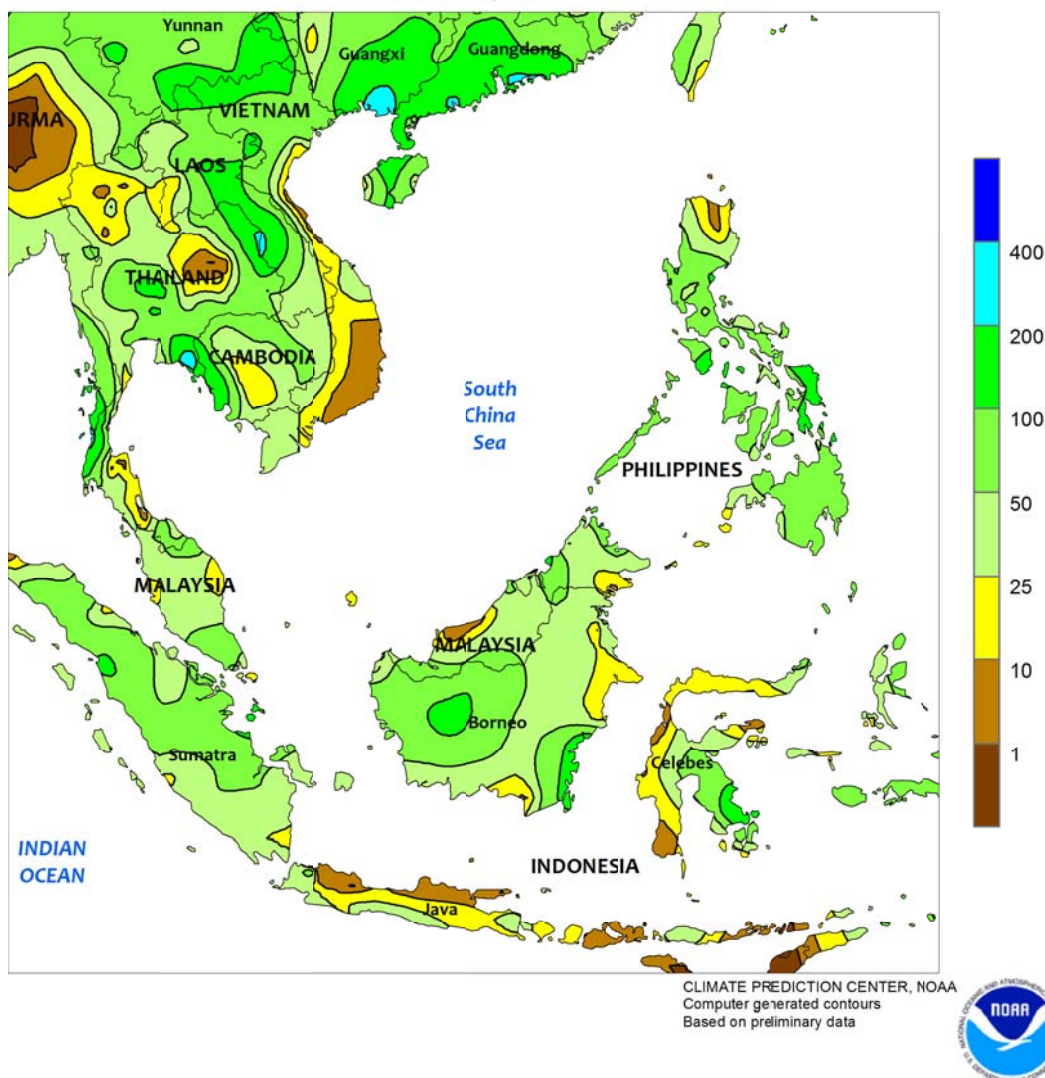 Yunnan
Guangxi
Guangdong
URMA
VIETNAM
LAOS
THAILAND
CAMBODIA
South
China
Sea
PHILIPPINES
MALAYSIA
MALAYSIA
Borneo
Sumatra
Celebes
INDIAN
OCEAN
INDONESIA
Java
400
200
100
50
25
10
1
CLIMATE PREDICTION CENTER, NOAA
Computer generated contours
Based on preliminary data
NOAA